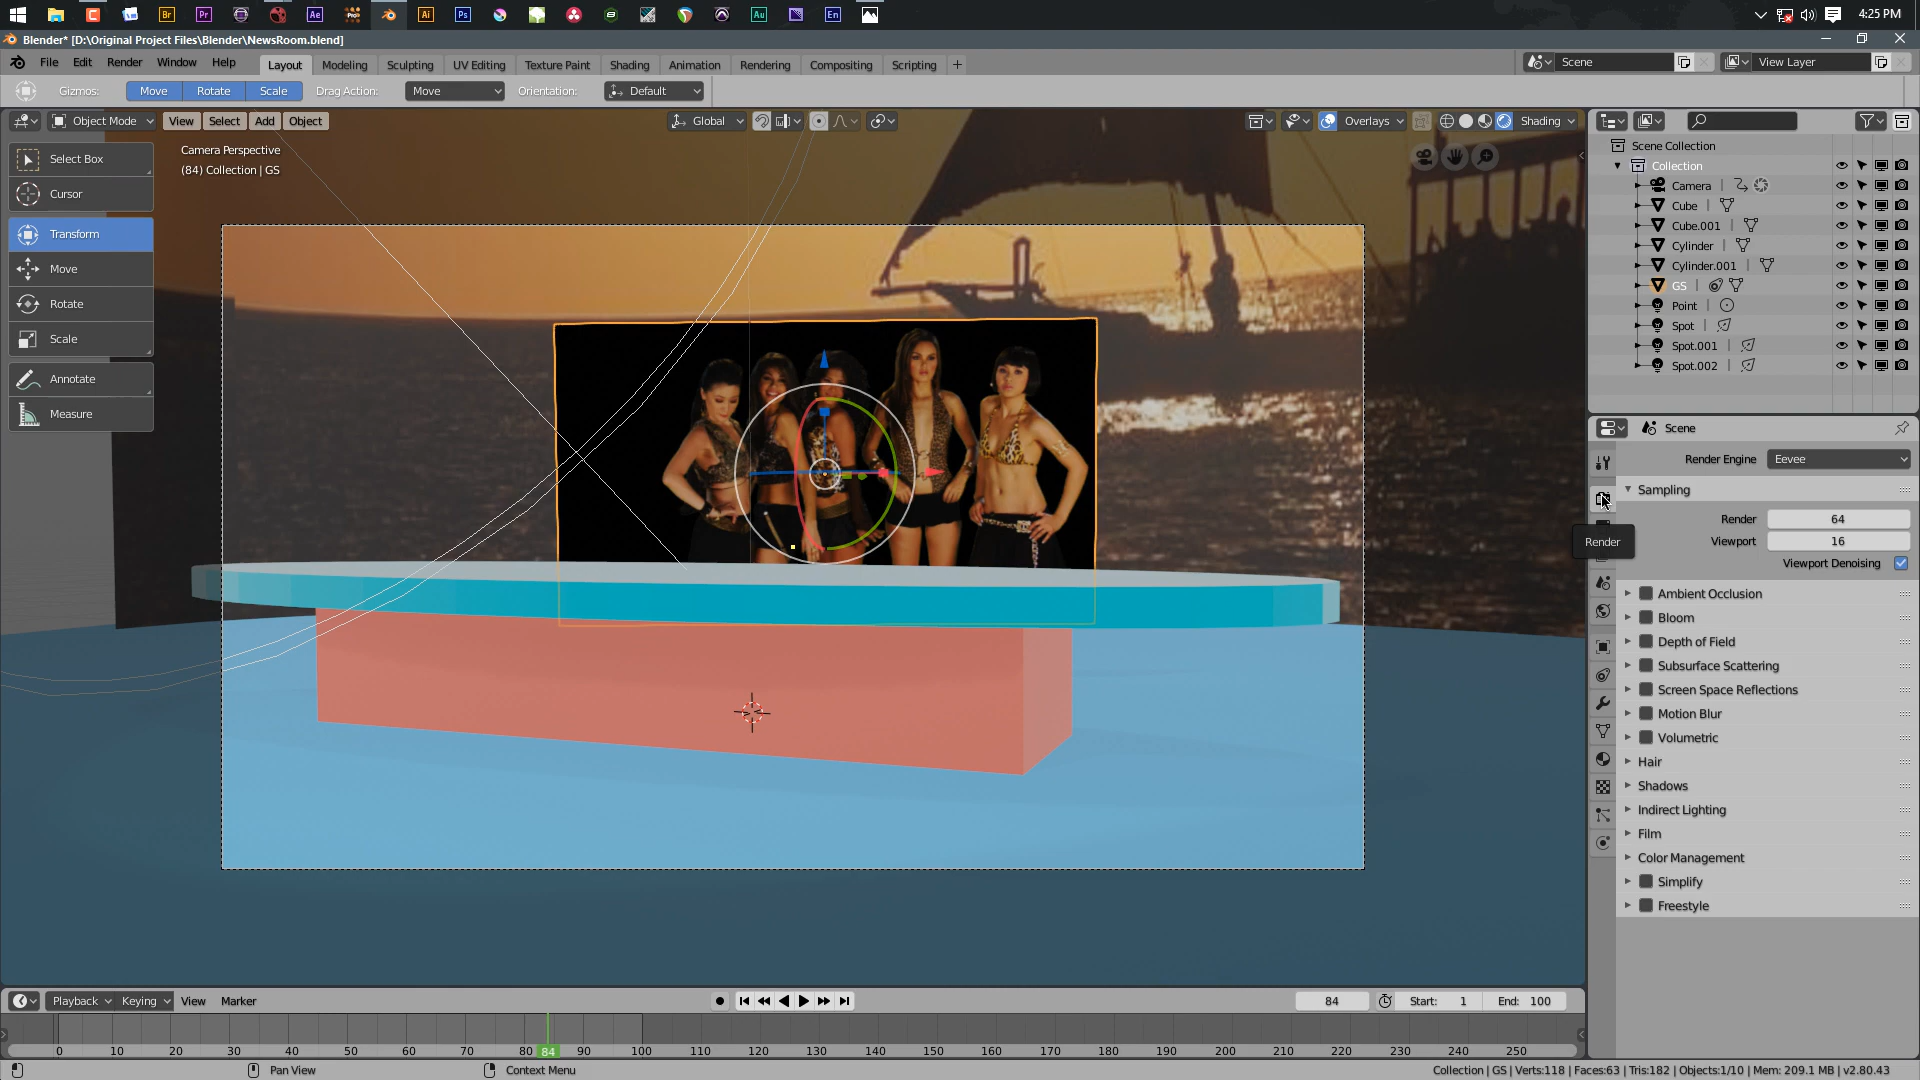 Br Pr Ae Ai Ps Au En 4:25 PM
Blender* [D:\Original Project Files\Blender\NewsRoom.blend]
File Edit Render Window Help Layout Modeling Sculpting UV Editing Texture Paint Shading Animation Rendering Compositing Scripting + Scene View Layer
Gizmos: Move Rotate Scale Drag Action: Move Orientation: Default
Object Mode View Select Add Object Global Overlays Shading
Camera Perspective
(84) Collection | GS
Select Box
Cursor
Transform
Move
Rotate
Scale
Annotate
Measure
Scene Collection
Collection
Camera
Cube
Cube.001
Cylinder
Cylinder.001
GS
Point
Spot
Spot.001
Spot.002
Scene
Render Engine Eevee
Sampling
Render 64
Viewport 16
Viewport Denoising
Render
Ambient Occlusion
Bloom
Depth of Field
Subsurface Scattering
Screen Space Reflections
Motion Blur
Volumetric
Hair
Shadows
Indirect Lighting
Film
Color Management
Simplify
Freestyle
Playback Keying View Marker 84 Start: 1 End: 100
0 10 20 30 40 50 60 70 80 84 90 100 110 120 130 140 150 160 170 180 190 200 210 220 230 240 250
Pan View Context Menu Collection | GS | Verts:118 | Faces:63 | Tris:182 | Objects:1/10 | Mem: 209.1 MB | v2.80.43